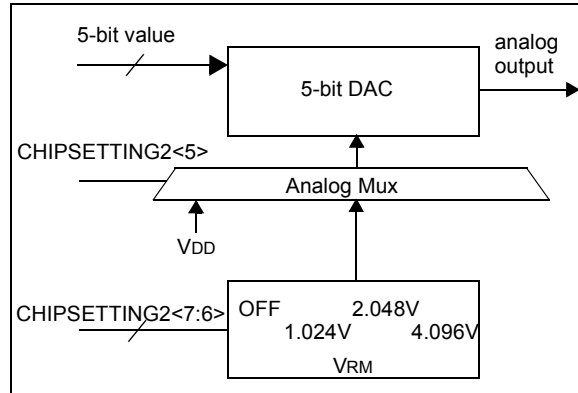 5-bit value
analog
output
5-bit DAC
CHIPSETTING2<5>
Analog Mux
VDD
CHIPSETTING2<7:6>
OFF 2.048V
1.024V 4.096V
VRM